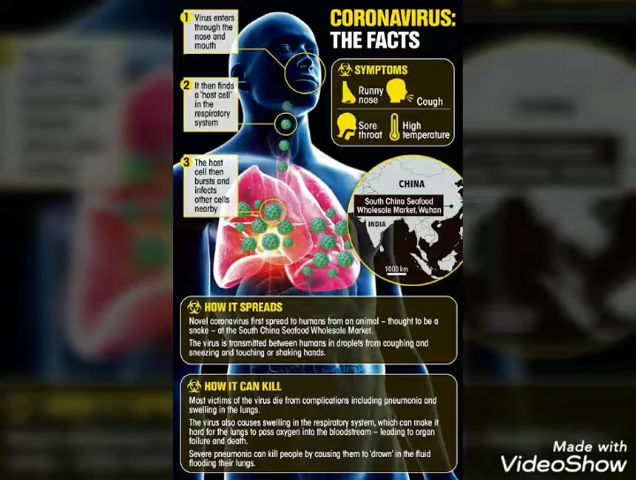 CORONAVIRUS:
THE FACTS
1 Virus enters
through the
nose and
mouth
2 It then finds
a 'host cell'
in the
respiratory
system
3 The host
cell then
bursts and
infects
other cells
nearby
SYMPTOMS
Runny
nose
Cough
Sore
throat
High
temperature
CHINA
South China Seafood
Wholesale Market, Wuhan
INDIA
1000 km
HOW IT SPREADS
Novel coronavirus first spread to humans from an animal – thought to be a
snake – at the South China Seafood Wholesale Market.
The virus is transmitted between humans in droplets from coughing and
sneezing and touching or shaking hands.
HOW IT CAN KILL
Most victims of the virus die from complications including pneumonia and
swelling in the lungs.
The virus also causes swelling in the respiratory system, which can make it
hard for the lungs to pass oxygen into the bloodstream – leading to organ
failure and death.
Severe pneumonia can kill people by causing them to 'drown' in the fluid
flooding their lungs.
Made with
VideoShow